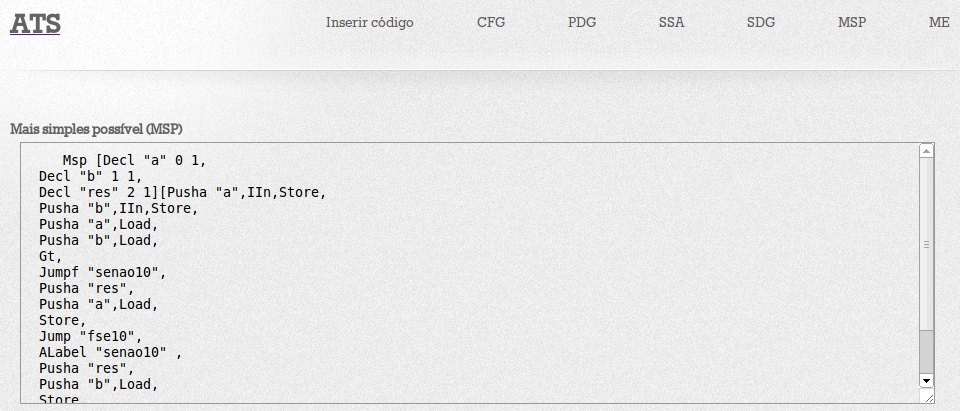 ATS
Inserir código CFG PDG SSA SDG MSP ME
Mais simples possível (MSP)
Msp [Decl "a" 0 1,
Decl "b" 1 1,
Decl "res" 2 1][Pusha "a",IIn,Store,
Pusha "b",IIn,Store,
Pusha "a",Load,
Pusha "b",Load,
Gt,
Jumpf "senao10",
Pusha "res",
Pusha "a",Load,
Store,
Jump "fse10",
ALabel "senao10" ,
Pusha "res",
Pusha "b",Load,
Store